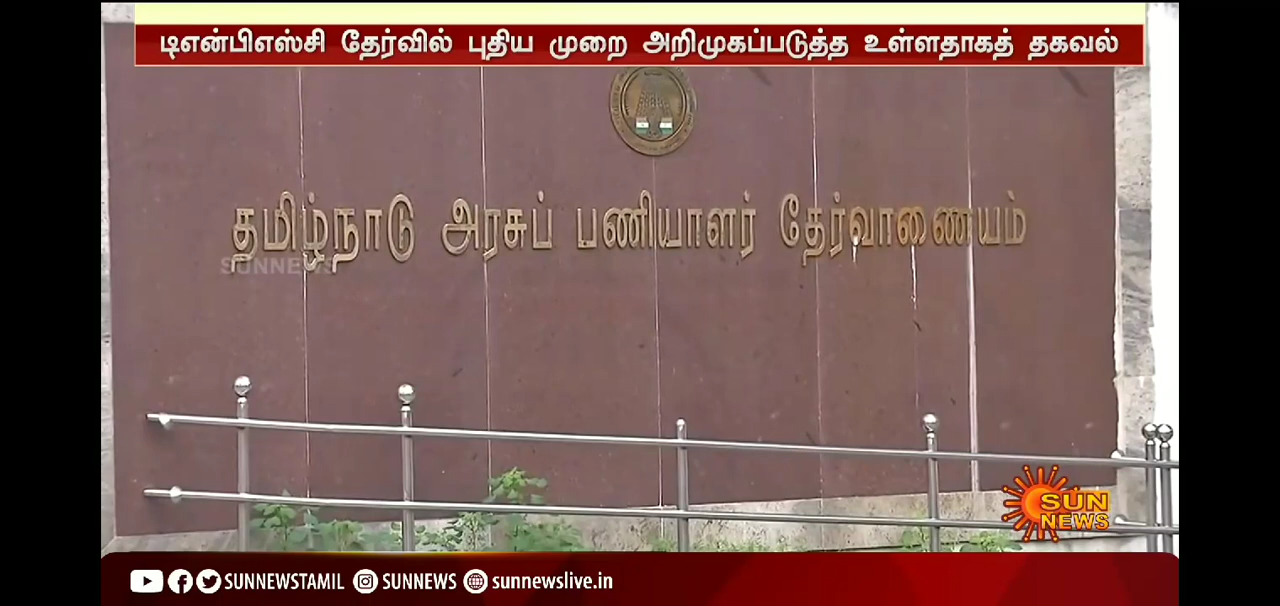 டிஎன்பிஎஸ்சி தேர்வில் புதிய முறை அறிமுகப்படுத்த உள்ளதாகத் தகவல்
தமிழ்நாடு அரசுப் பணியாளர் தேர்வாணையம்
SUNNEWS
SUN
NEWS
SUNNEWSTAMIL SUNNEWS sunnewslive.in